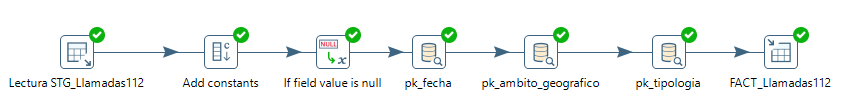 C
NULL
x
Lectura STG_Llamadas112
Add constants
If field value is null
pk_fecha
pk_ambito_geografico
pk_tipologia
FACT_Llamadas112